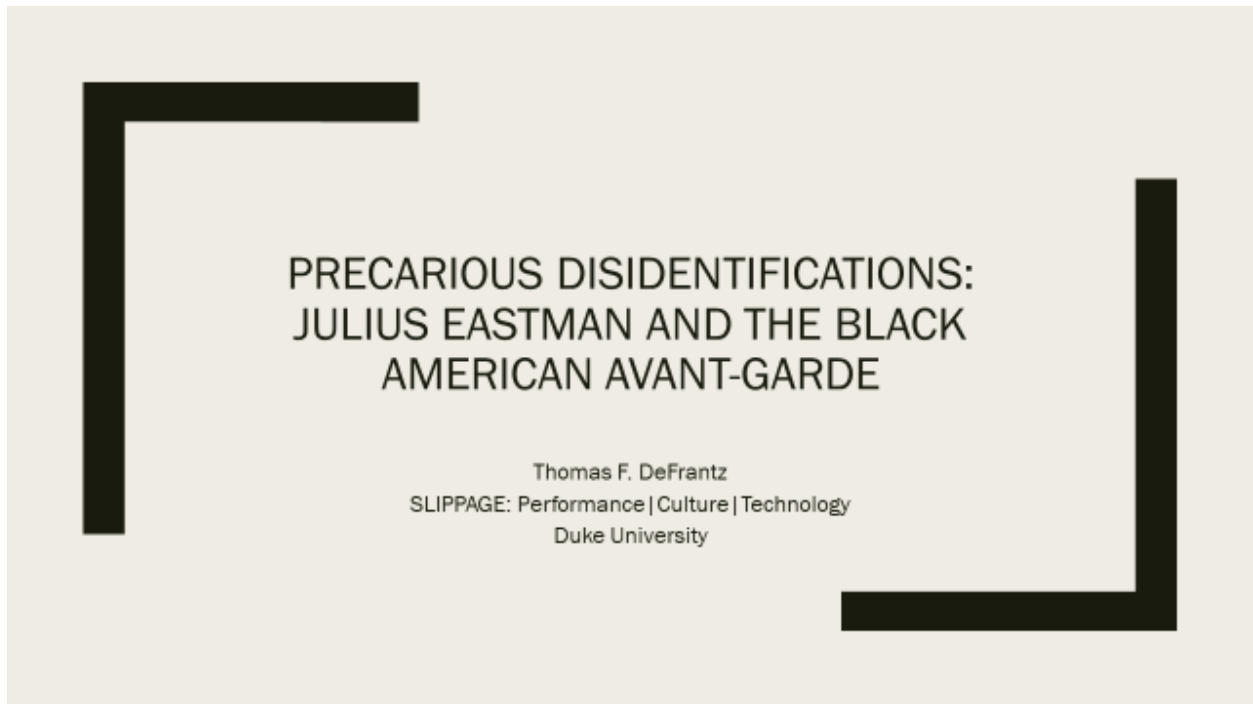 PRECARIOUS DISIDENTIFICATIONS:
JULIUS EASTMAN AND THE BLACK
AMERICAN AVANT-GARDE
Thomas F. DeFrantz
SLIPPAGE: Performance|Culture|Technology
Duke University